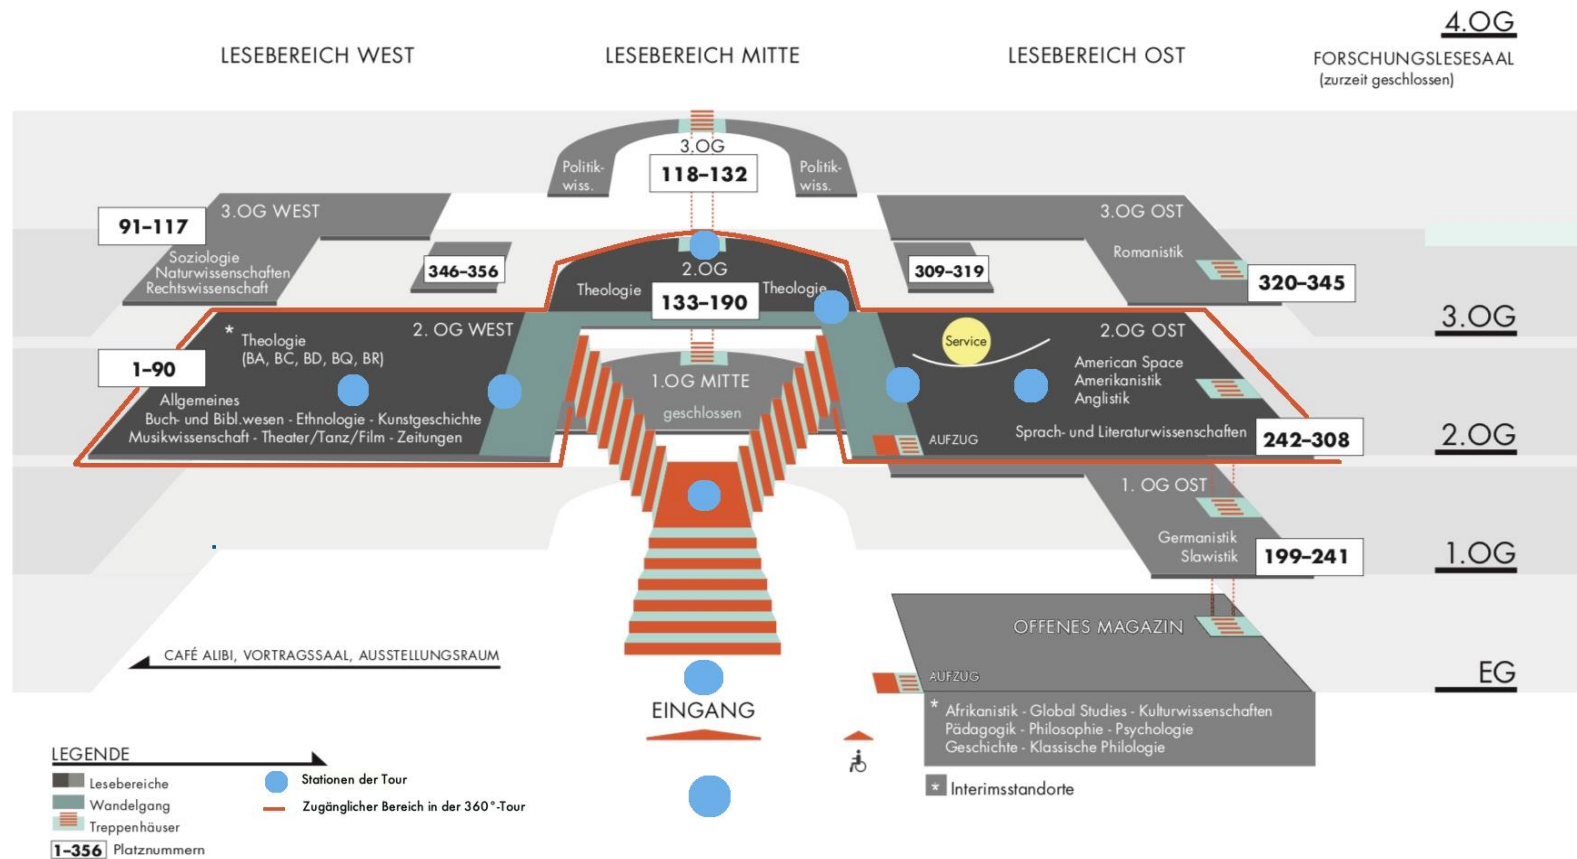 LESEBEREICH WEST
LESEBEREICH MITTE
LESEBEREICH OST
4.OG
FORSCHUNGSLESESAAL
(zurzeit geschlossen)
3.OG
Politik-
wiss.
118–132
Politik-
wiss.
3.OG WEST
91–117
Soziologie
Naturwissenschaften
Rechtswissenschaft
346–356
2.OG
Theologie
Theologie
133–190
309–319
3.OG OST
Romanistik
320–345
3.OG
2. OG WEST
* Theologie
(BA, BC, BD, BQ, BR)
1–90
Allgemeines
Buch- und Bibl.wesen - Ethnologie - Kunstgeschichte
Musikwissenschaft - Theater/Tanz/Film - Zeitungen
1.OG MITTE
geschlossen
Service
2.OG OST
American Space
Amerikanistik
Anglistik
AUFZUG
Sprach- und Literaturwissenschaften
242–308
2.OG
1. OG OST
Germanistik
Slawistik
199–241
1.OG
OFFENES MAGAZIN
CAFÉ ALIBI, VORTRAGSSAAL, AUSSTELLUNGSRAUM
AUFZUG
EG
EINGANG
* Afrikanistik - Global Studies - Kulturwissenschaften
Pädagogik - Philosophie - Psychologie
Geschichte - Klassische Philologie
* Interimsstandorte
LEGENDE
Lesebereiche
Wandelgang
Treppenhäuser
1–356 Platznummern
Stationen der Tour
Zugänglicher Bereich in der 360°-Tour